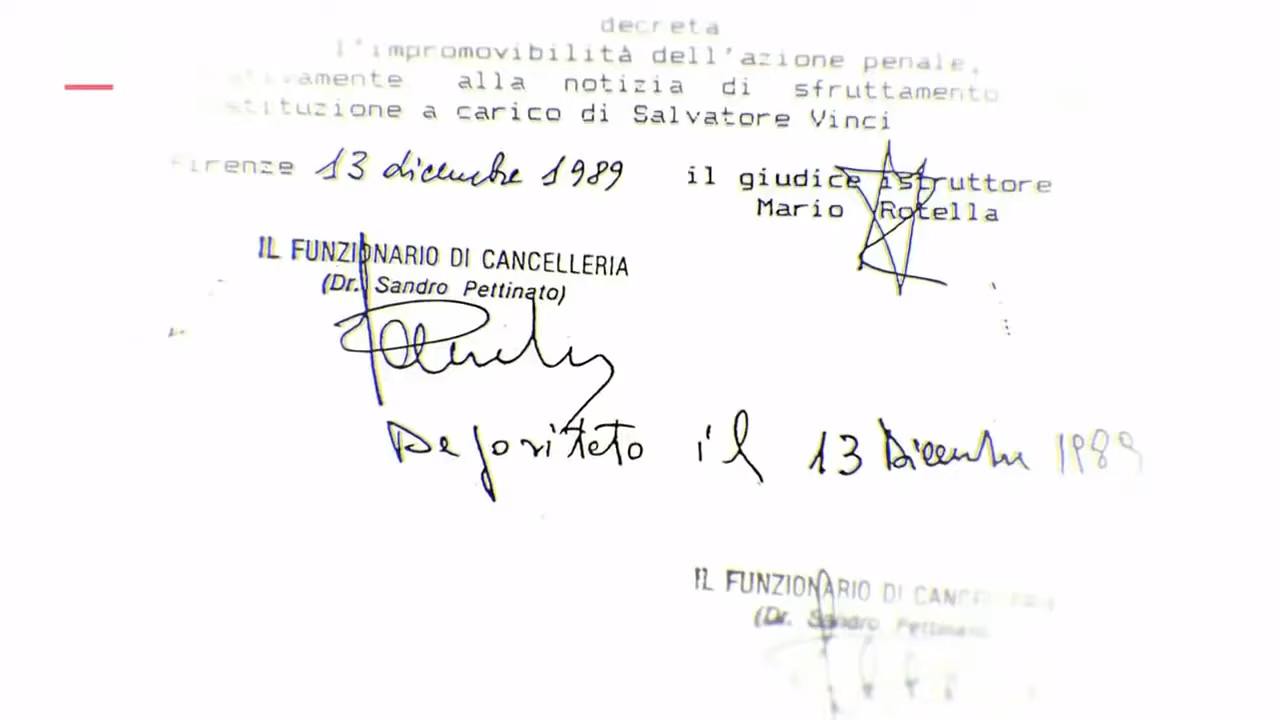 decreta
l'impromovibilità dell'azione penale,
alla notizia di sfruttamento
a carico di Salvatore Vinci
Firenze 13 dicembre 1989
il giudice istruttore
Mario Rotella
IL FUNZIONARIO DI CANCELLERIA
(Dr. Sandro Pettinato)
Depositato il 13 Dicembre 1989
IL FUNZIONARIO DI
(Dr. Sandro Pettinato